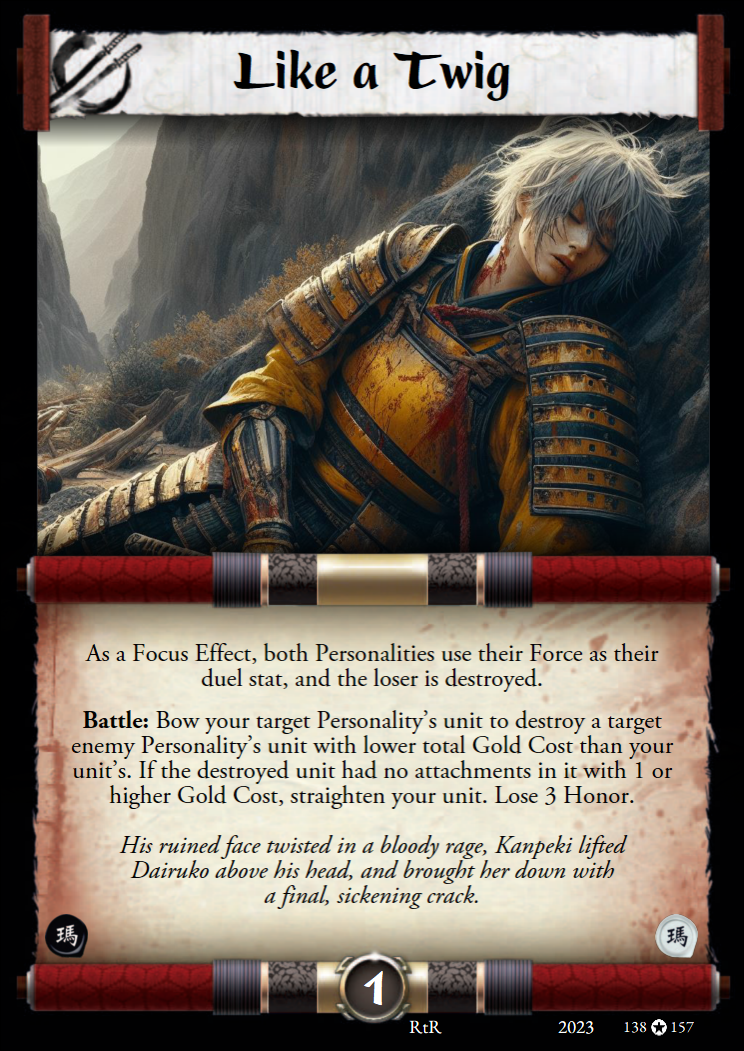 Like a Twig
As a Focus Effect, both Personalities use their Force as their
duel stat, and the loser is destroyed.
Battle: Bow your target Personality's unit to destroy a target
enemy Personality's unit with lower total Gold Cost than your
unit's. If the destroyed unit had no attachments in it with 1 or
higher Gold Cost, straighten your unit. Lose 3 Honor.
His ruined face twisted in a bloody rage, Kanpeki lifted
Dairuko above his head, and brought her down with
a final, sickening crack.
瑪 瑪
1
RtR 2023 138 157